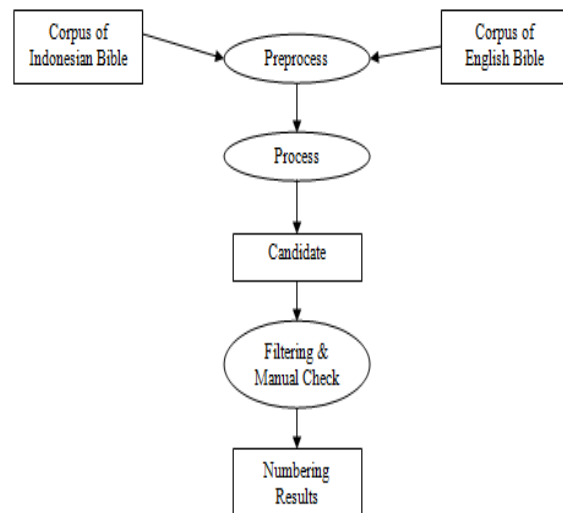 Corpus of
Indonesian Bible
Preprocess
Corpus of
English Bible
Process
Candidate
Filtering &
Manual Check
Numbering
Results